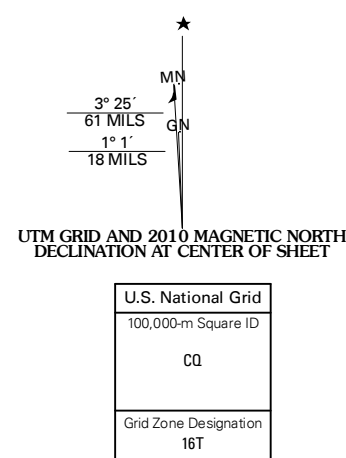 ★
MN
3° 25´
61 MILS
GN
1° 1´
18 MILS
UTM GRID AND 2010 MAGNETIC NORTH
DECLINATION AT CENTER OF SHEET
U.S. National Grid
100,000-m Square ID
CQ
Grid Zone Designation
16T